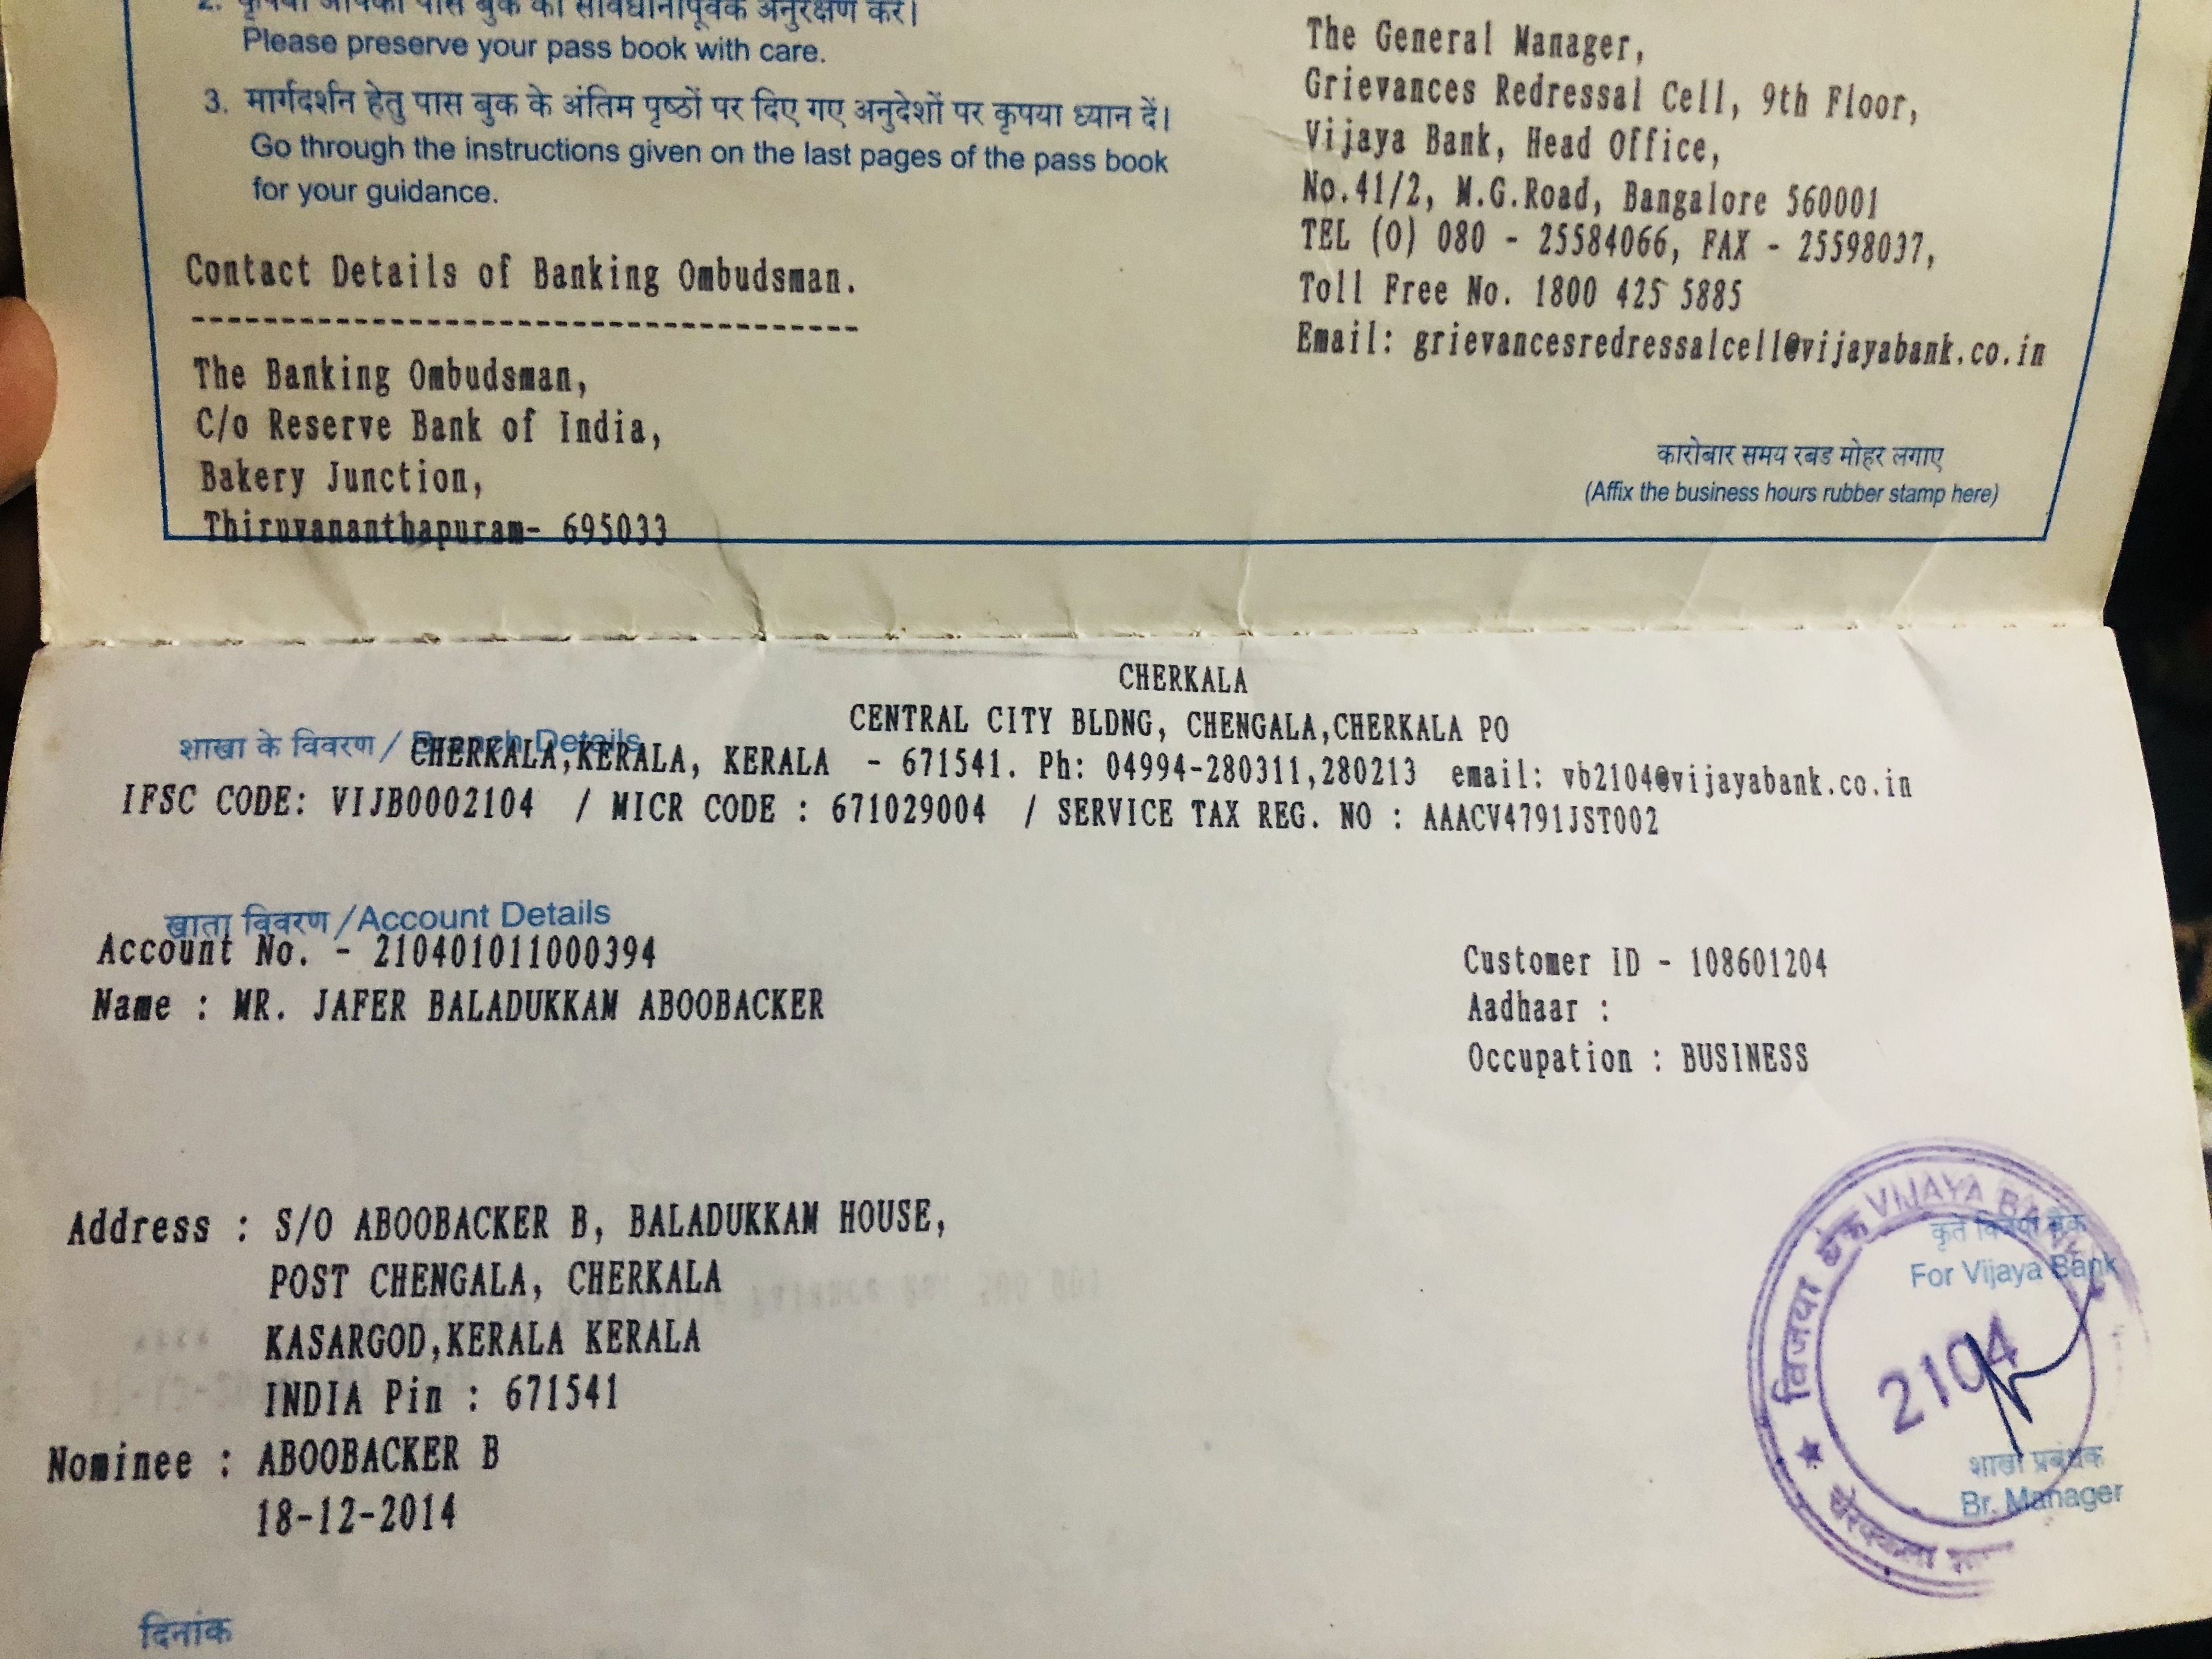 2. कृपया आपकी पास बुक का सावधानीपूर्वक अनुरक्षण करें।
Please preserve your pass book with care.
3. मार्गदर्शन हेतु पास बुक के अंतिम पृष्ठों पर दिए गए अनुदेशों पर कृपया ध्यान दें।
Go through the instructions given on the last pages of the pass book
for your guidance.
Contact Details of Banking Ombudsman.
-------------------------------------
The Banking Ombudsman,
C/o Reserve Bank of India,
Bakery Junction,
Thiruvananthapuram- 695033
The General Manager,
Grievances Redressal Cell, 9th Floor,
Vijaya Bank, Head Office,
No.41/2, M.G.Road, Bangalore 560001
TEL (O) 080 - 25584066, FAX - 25598037,
Toll Free No. 1800 425 5885
Email: grievancesredressalcell@vijayabank.co.in
कारोबार समय रबड मोहर लगाए
(Affix the business hours rubber stamp here)
CHERKALA
CENTRAL CITY BLDNG, CHENGALA,CHERKALA PO
शाखा के विवरण / Branch Details
CHERKALA,KERALA, KERALA - 671541. Ph: 04994-280311,280213 email: vb2104@vijayabank.co.in
IFSC CODE: VIJB0002104 / MICR CODE : 671029004 / SERVICE TAX REG. NO : AAACV4791JST002
खाता विवरण /Account Details
Account No. - 210401011000394
Name : MR. JAFER BALADUKKAM ABOOBACKER
Customer ID - 108601204
Aadhaar :
Occupation : BUSINESS
Address : S/O ABOOBACKER B, BALADUKKAM HOUSE,
POST CHENGALA, CHERKALA
KASARGOD,KERALA KERALA
INDIA Pin : 671541
Nominee : ABOOBACKER B
18-12-2014
दिनांक
विजया बैंक VIJAYA BANK
कृते विजया बैंक
For Vijaya Bank
2104
शाखा प्रबंधक
Br. Manager